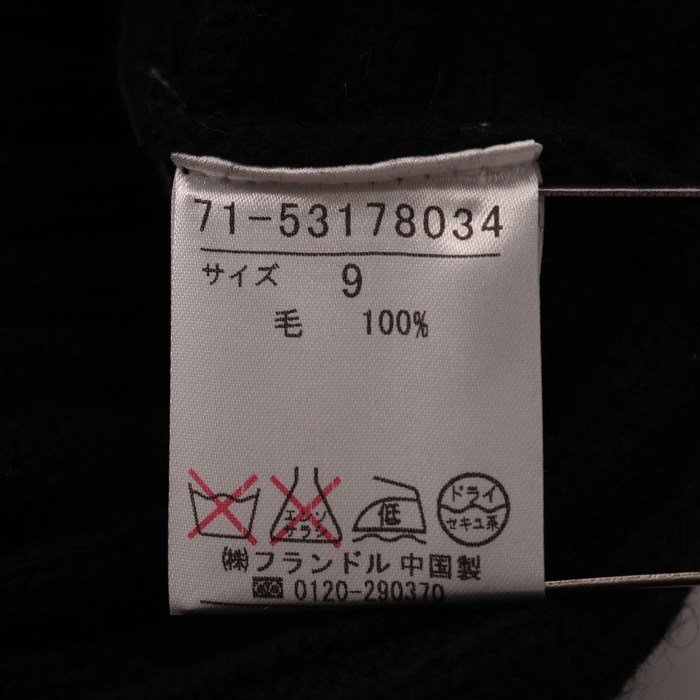 71-53178034
サイズ 9
毛 100%
エンソ
サラシ
低
ドライ
セキユ系
㈱フランドル 中国製
0120-290370